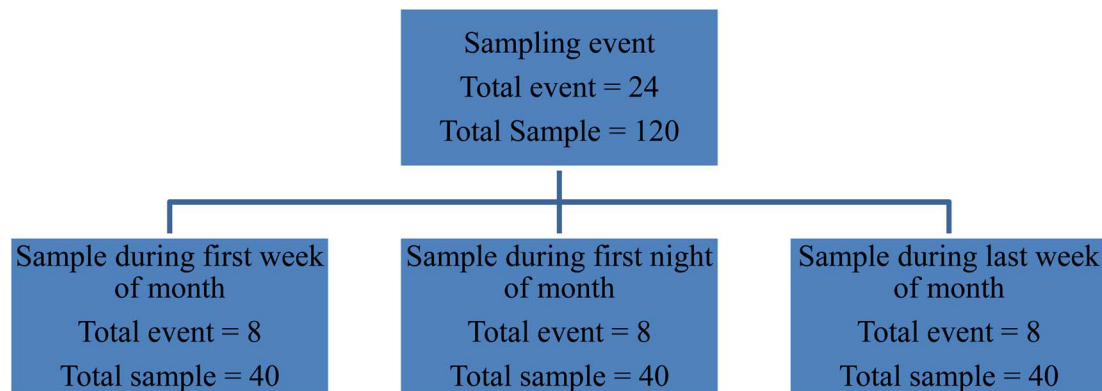 Sampling event
Total event = 24
Total Sample = 120
Sample during first week
of month
Total event = 8
Total sample = 40
Sample during first night
of month
Total event = 8
Total sample = 40
Sample during last week
of month
Total event = 8
Total sample = 40